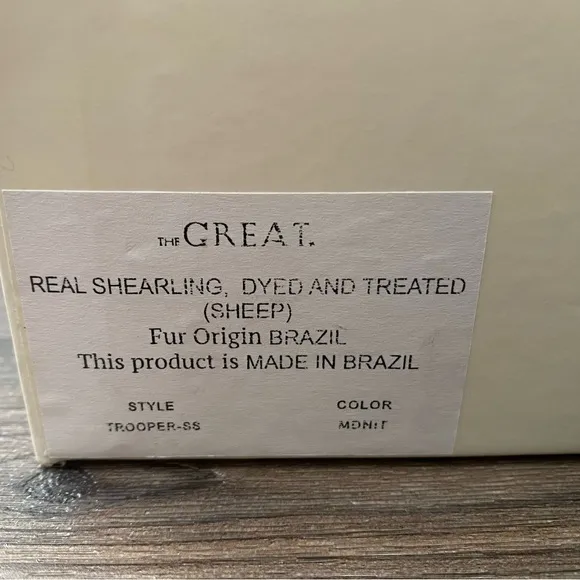 THE GREAT.
REAL SHEARLING, DYED AND TREATED
(SHEEP)
Fur Origin BRAZIL
This product is MADE IN BRAZIL
STYLE COLOR
TROOPER-SS MDNIT